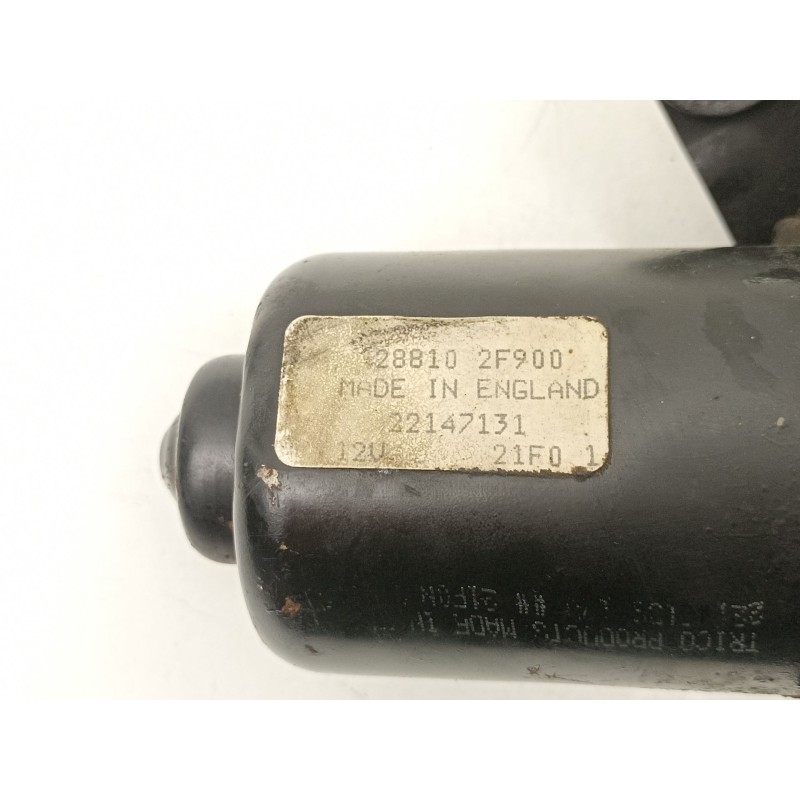 28810 2F900
MADE IN ENGLAND
22147131
12V 21F0 1
TRICO PRODUCTS MADE IN